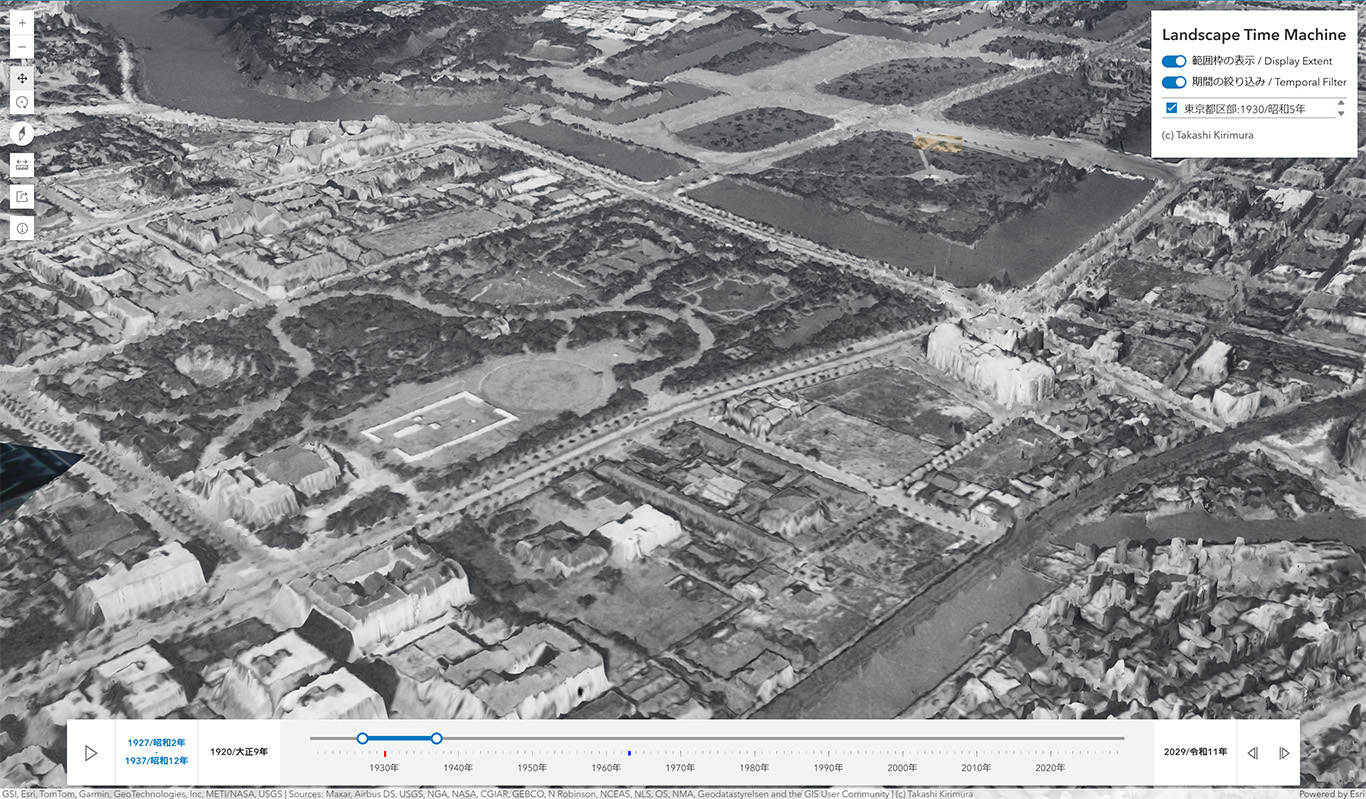 Landscape Time Machine
範囲枠の表示 / Display Extent
期間の絞り込み / Temporal Filter
東京都区部:1930/昭和5年
(c) Takashi Kirimura
1927/昭和2年
-
1937/昭和12年
1920/大正9年
1930年 1940年 1950年 1960年 1970年 1980年 1990年 2000年 2010年 2020年
2029/令和11年
GSI, Esri, TomTom, Garmin, GeoTechnologies, Inc, METI/NASA, USGS | Sources: Maxar, Airbus DS, USGS, NGA, NASA, CGIAR, GEBCO, N Robinson, NCEAS, NLS, OS, NMA, Geodatastyrelsen and the GIS User Community | (c) Takashi Kirimura
Powered by Esri